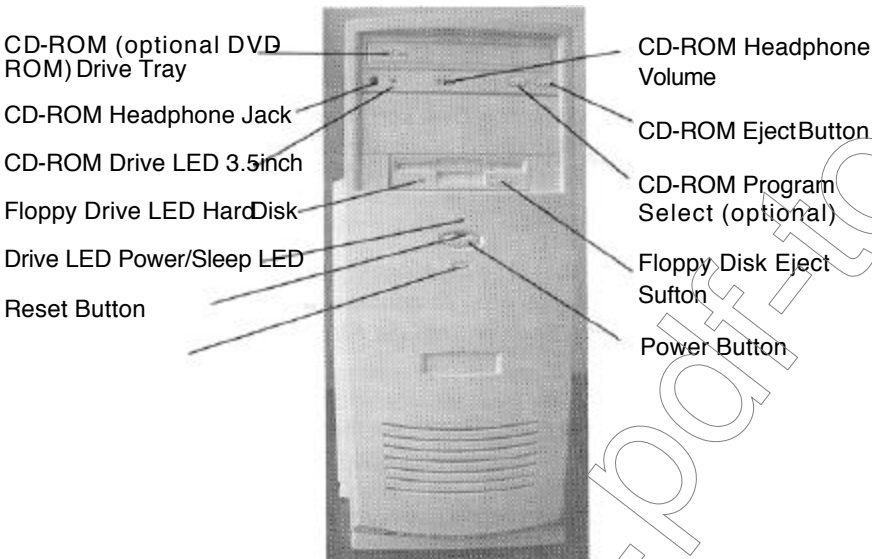 CD-ROM (optional DVD
ROM) Drive Tray
CD-ROM Headphone Jack
CD-ROM Drive LED 3.5inch
Floppy Drive LED Hard Disk
Drive LED Power/Sleep LED
Reset Button
CD-ROM Headphone
Volume
CD-ROM Eject Button
CD-ROM Program
Select (optional)
Floppy Disk Eject
Sufton
Power Button
-pdf-to